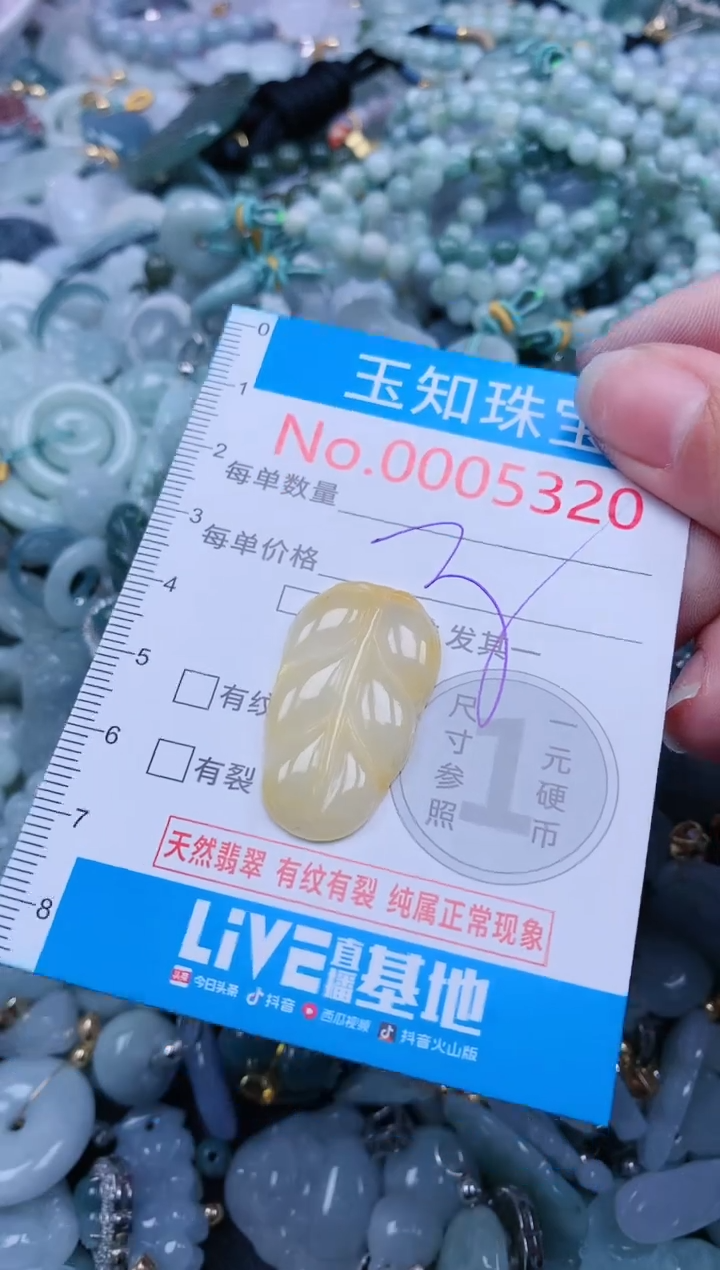 玉知珠宝
No.0005320
每单数量
每单价格
发其一
有纹
有裂
尺寸参照
1
一元硬币
天然翡翠 有纹有裂 纯属正常现象
LiVE直播基地
头条 今日头条 抖音 西瓜视频 抖音火山版
0
1
2
3
4
5
6
7
8